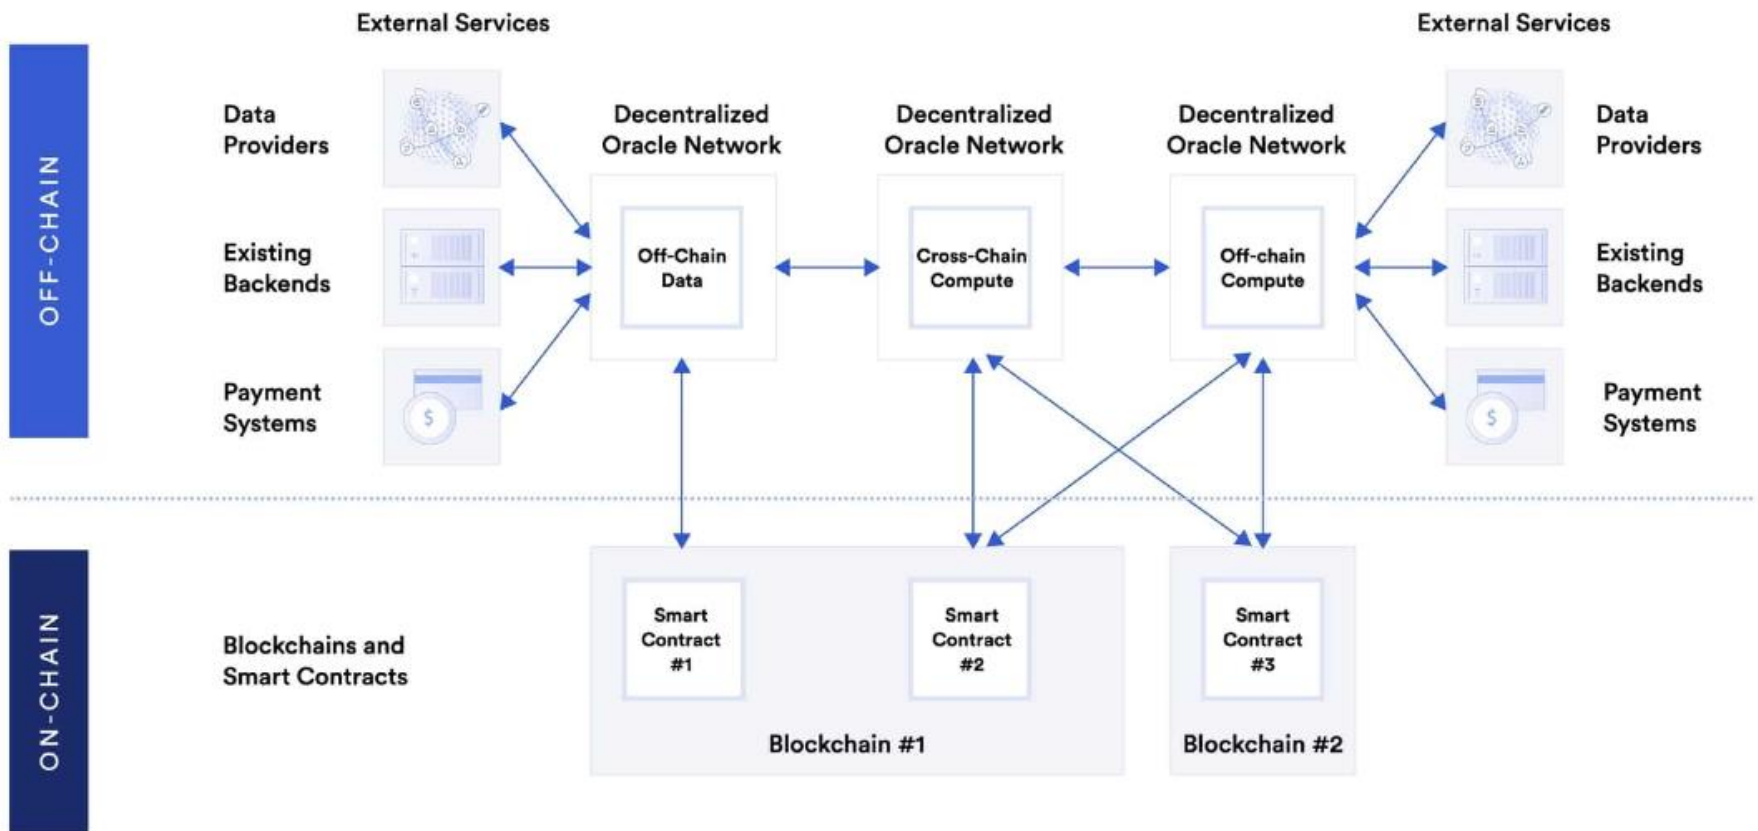 External Services
External Services
OFF-CHAIN
Data
Providers
Existing
Backends
Payment
Systems
$
Decentralized
Oracle Network
Off-Chain
Data
Decentralized
Oracle Network
Cross-Chain
Compute
Decentralized
Oracle Network
Off-chain
Compute
Data
Providers
Existing
Backends
Payment
Systems
$
ON-CHAIN
Blockchains and
Smart Contracts
Smart
Contract
#1
Smart
Contract
#2
Blockchain #1
Smart
Contract
#3
Blockchain #2